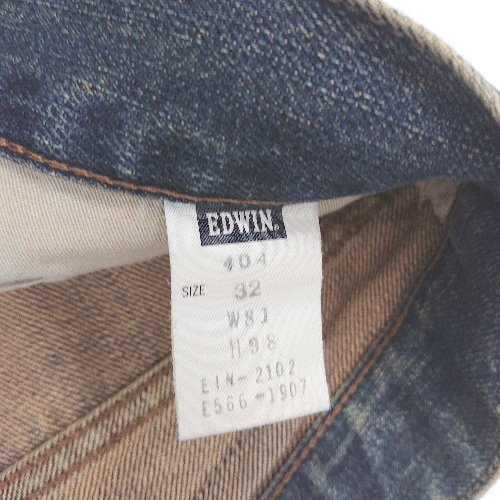 EDWIN.
404
SIZE 32
W81
H98
EIN-2102
E566-1907